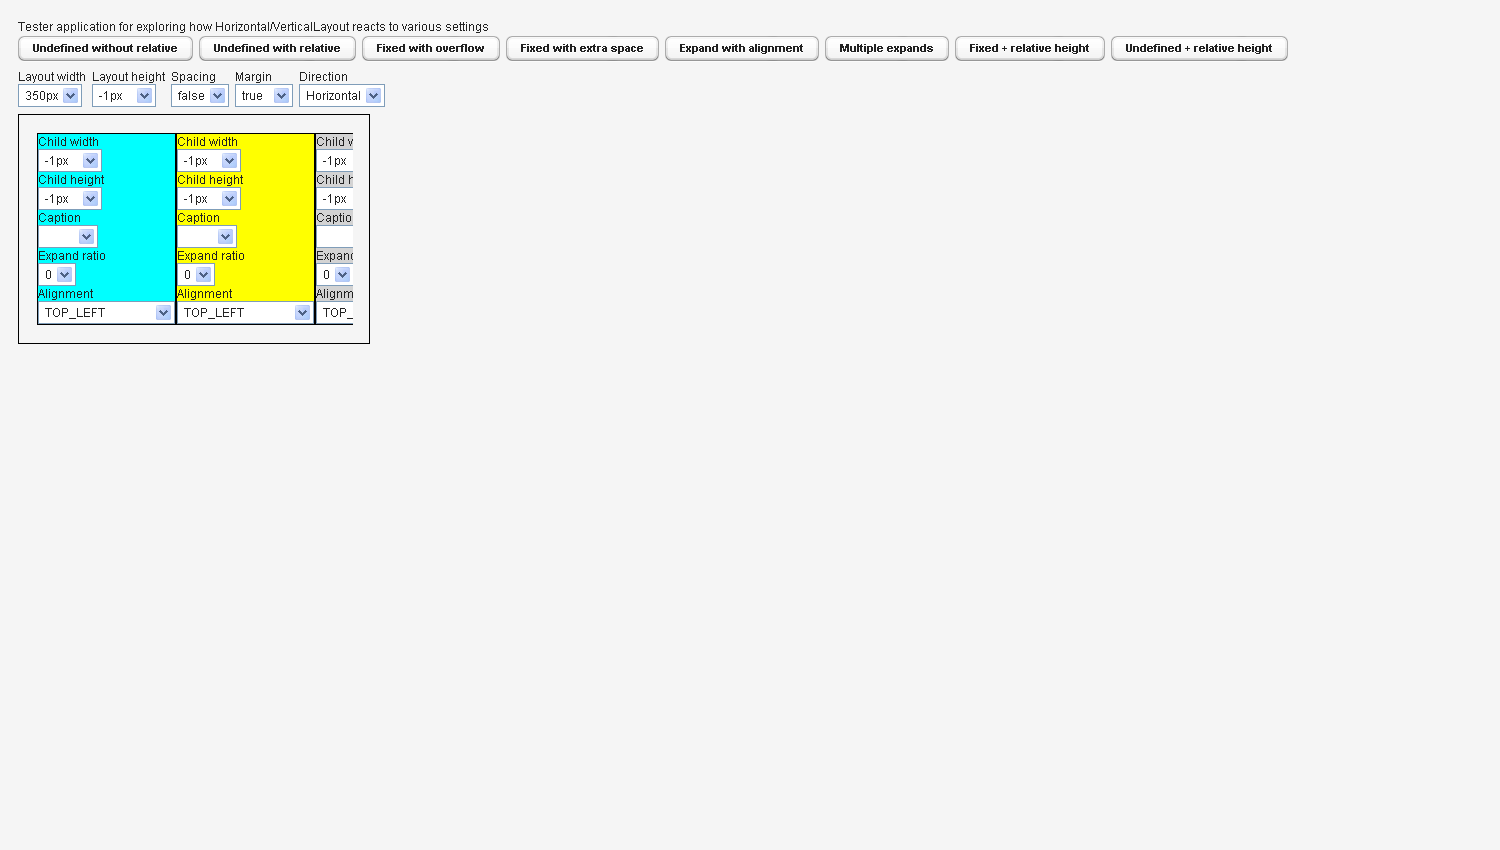 Tester application for exploring how Horizontal/VerticalLayout reacts to various settings
Undefined without relative Undefined with relative Fixed with overflow Fixed with extra space Expand with alignment Multiple expands Fixed + relative height Undefined + relative height
Layout width Layout height Spacing Margin Direction
350px -1px false true Horizontal
Child width Child width Child v
-1px -1px -1px
Child height Child height Child h
-1px -1px -1px
Caption Caption Captio
Expand ratio Expand ratio Expand
0 0 0
Alignment Alignment Alignm
TOP_LEFT TOP_LEFT TOP_